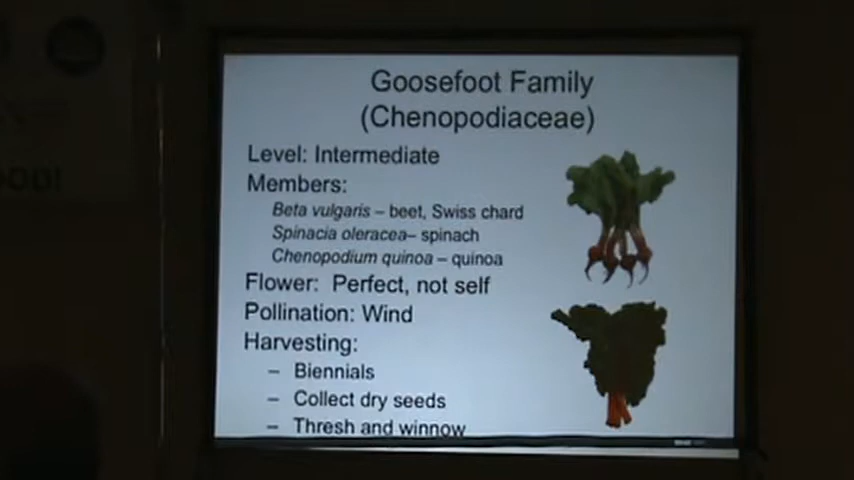 Goosefoot Family
(Chenopodiaceae)
Level: Intermediate
Members:
Beta vulgaris – beet, Swiss chard
Spinacia oleracea– spinach
Chenopodium quinoa – quinoa
Flower: Perfect, not self
Pollination: Wind
Harvesting:
– Biennials
– Collect dry seeds
– Thresh and winnow